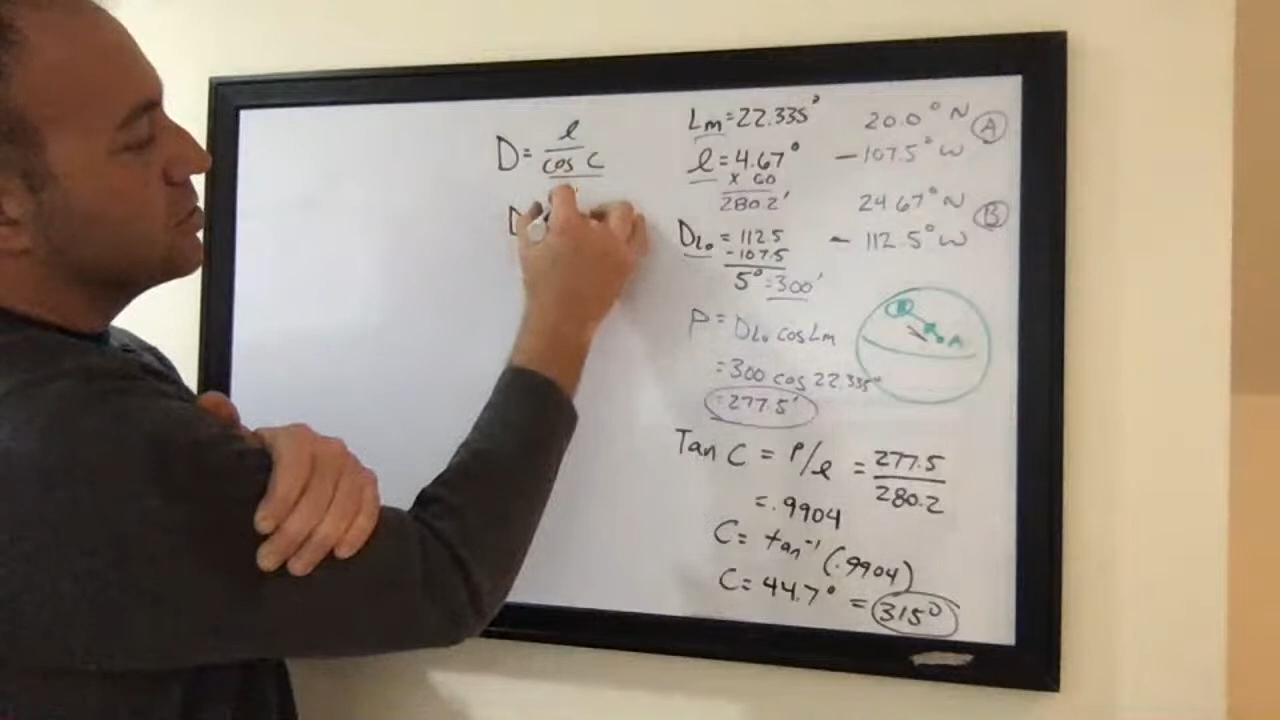 D = l / cos C
D
Lm = 22.335°
l = 4.67°
x 60
280.2'
DLo = 112.5
-107.5
5° = 300'
P = DLo cos Lm
= 300 cos 22.335°
= 277.5'
20.0° N A
-107.5° W
24.67° N B
- 112.5° W
B
A
Tan C = P/l = 277.5 / 280.2
= .9904
C = tan⁻¹ (.9904)
C = 44.7° = 315°